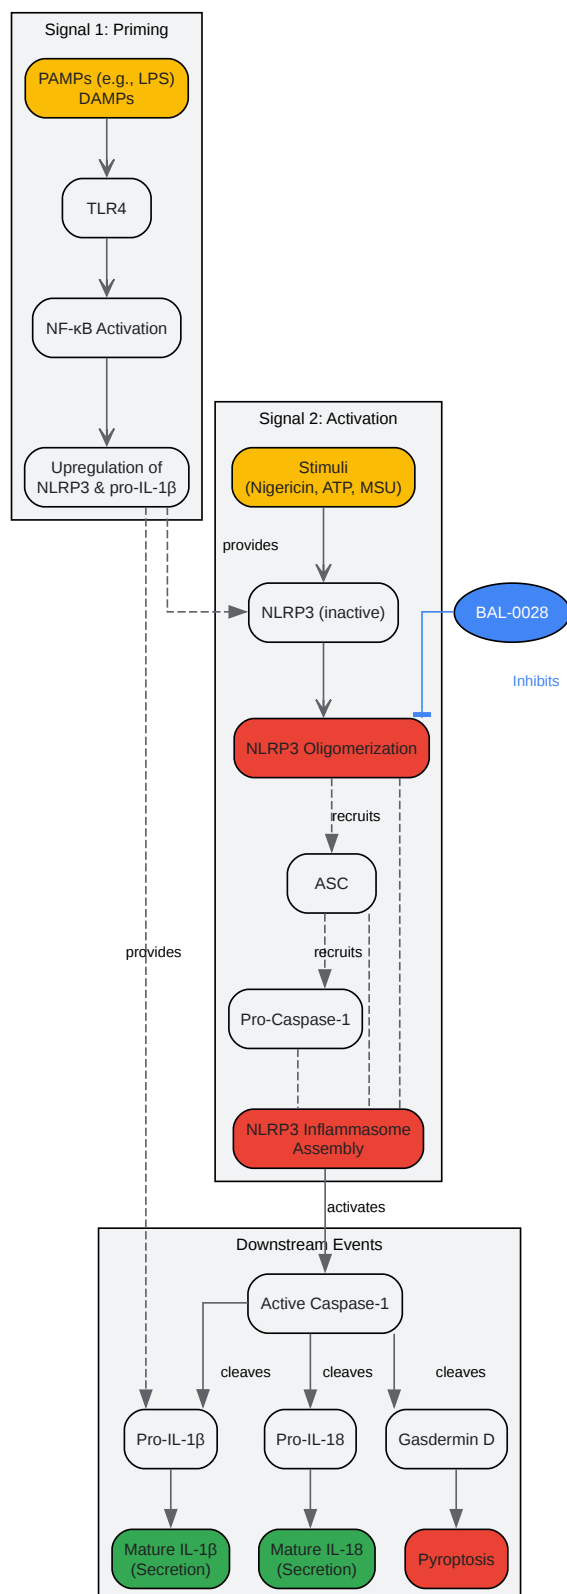 Signal 1: Priming
PAMPs (e.g., LPS)
DAMPs
TLR4
NF-κB Activation
Upregulation of
NLRP3 & pro-IL-1β
Signal 2: Activation
Stimuli
(Nigericin, ATP, MSU)
provides
NLRP3 (inactive)
BAL-0028
Inhibits
NLRP3 Oligomerization
recruits
ASC
provides
recruits
Pro-Caspase-1
NLRP3 Inflammasome
Assembly
activates
Downstream Events
Active Caspase-1
cleaves
cleaves
cleaves
Pro-IL-1β
Pro-IL-18
Gasdermin D
Mature IL-1β
(Secretion)
Mature IL-18
(Secretion)
Pyroptosis